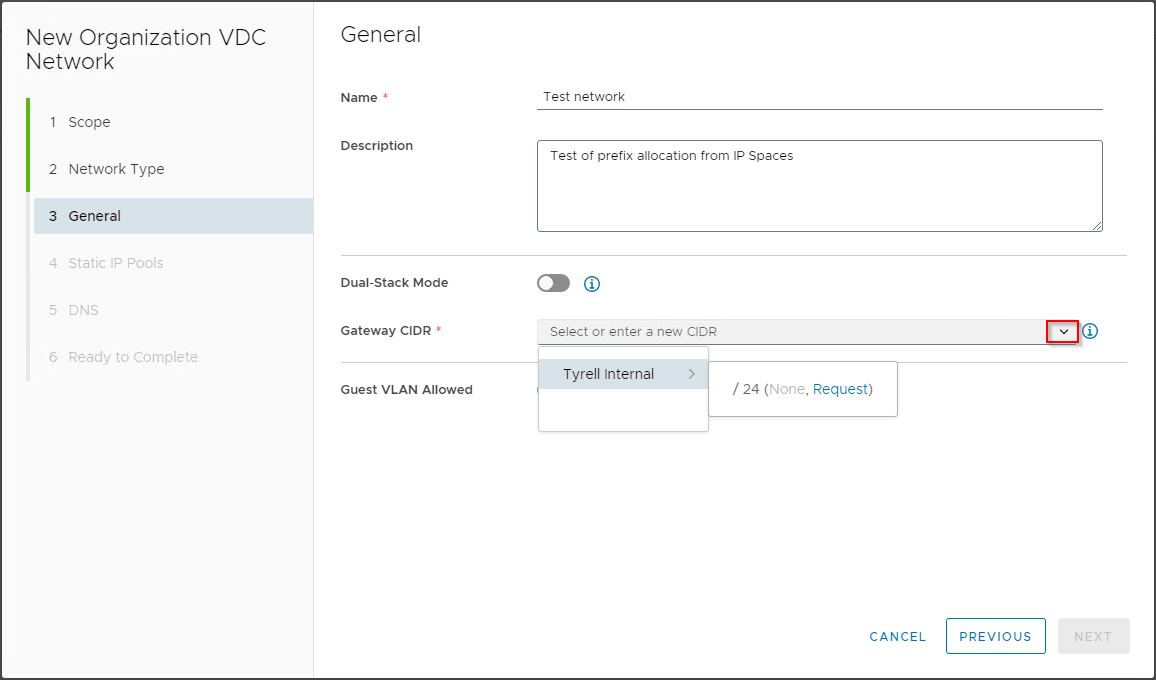 New Organization VDC
Network
1 Scope
2 Network Type
3 General
4 Static IP Pools
5 DNS
6 Ready to Complete
General
Name *
Test network
Description
Test of prefix allocation from IP Spaces
Dual-Stack Mode
Gateway CIDR *
Select or enter a new CIDR
Tyrell Internal
/ 24 (None, Request)
Guest VLAN Allowed
CANCEL
PREVIOUS
NEXT